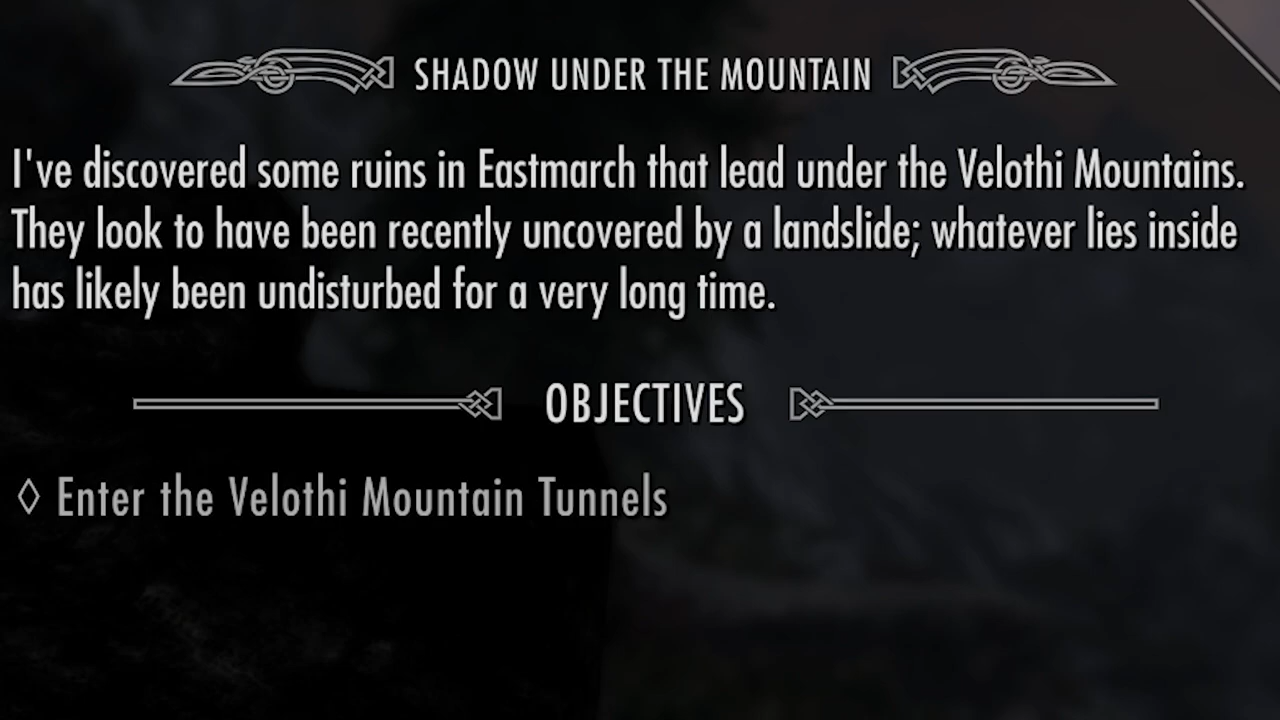 SHADOW UNDER THE MOUNTAIN
I've discovered some ruins in Eastmarch that lead under the Velothi Mountains.
They look to have been recently uncovered by a landslide; whatever lies inside
has likely been undisturbed for a very long time.
OBJECTIVES
◊ Enter the Velothi Mountain Tunnels